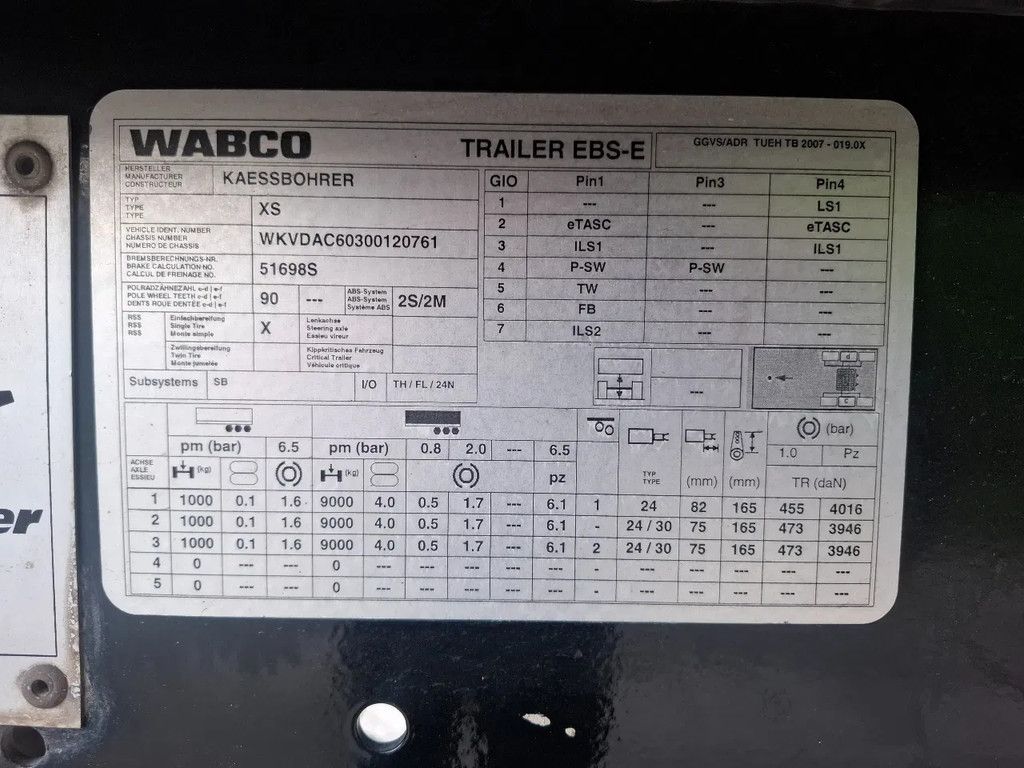 WABCO TRAILER EBS-E GGVS/ADR TUEH TB 2007 - 019.0X
HERSTELLER
MANUFACTURER
CONSTRUCTEUR
KAESSBOHRER
TYP
TYPE
TYPE
XS
VEHICLE IDENT. NUMBER
CHASSIS NUMBER
NUMERO DE CHASSIS
WKVDAC60300120761
BREMSBERECHNUNGS-NR.
BRAKE CALCULATION NO.
CALCUL DE FREINAGE NO.
51698S
POLRADZÄHNEZAHL c-d | e-f
POLE WHEEL TEETH c-d | e-f
DENTS ROUE DENTÉE c-d | e-f
90 ---
ABS-System
ABS-System
Système ABS
2S/2M
RSS
RSS
RSS
Einfachbereifung
Single Tire
Monte simple
X
Lenkachse
Steering axle
Essieu vireur
Zwillingsbereifung
Twin Tire
Monte jumelée
Kippkritisches Fahrzeug
Critical Trailer
Véhicule critique
Subsystems SB I/O TH / FL / 24N
GIO Pin1 Pin3 Pin4
1 --- --- LS1
2 eTASC --- eTASC
3 ILS1 --- ILS1
4 P-SW P-SW ---
5 TW --- ---
6 FB --- ---
7 ILS2 --- ---
---
d
c
(bar)
pm (bar) 6.5 pm (bar) 0.8 2.0 --- 6.5 1.0 Pz
ACHSE
AXLE
ESSIEU
(kg) (kg) pz
TYP
TYPE
(mm) (mm) TR (daN)
1 1000 0.1 1.6 9000 4.0 0.5 1.7 --- 6.1 1 24 82 165 455 4016
2 1000 0.1 1.6 9000 4.0 0.5 1.7 --- 6.1 - 24 / 30 75 165 473 3946
3 1000 0.1 1.6 9000 4.0 0.5 1.7 --- 6.1 2 24 / 30 75 165 473 3946
4 0 --- --- 0 --- --- --- --- --- - --- --- --- --- ---
5 0 --- --- 0 --- --- --- --- --- - --- --- --- --- ---
er